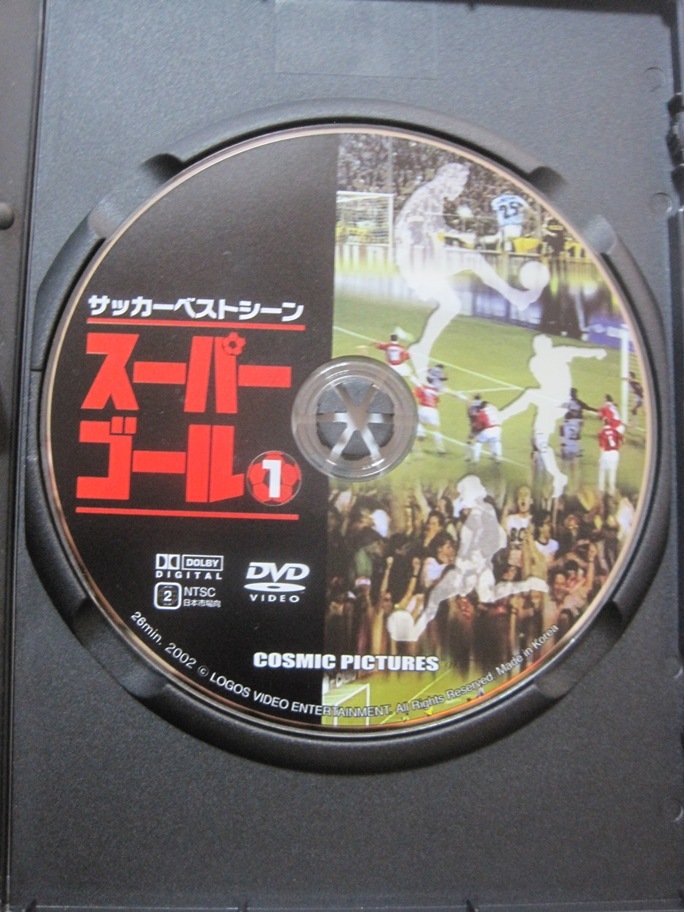 サッカーベストシーン
スーパー
ゴール 1
DOLBY
DIGITAL
DVD
VIDEO
2 NTSC
日本市場向
COSMIC PICTURES
26min. 2002 © LOGOS VIDEO ENTERTAINMENT. All Rights Reserved. Made in Korea
25